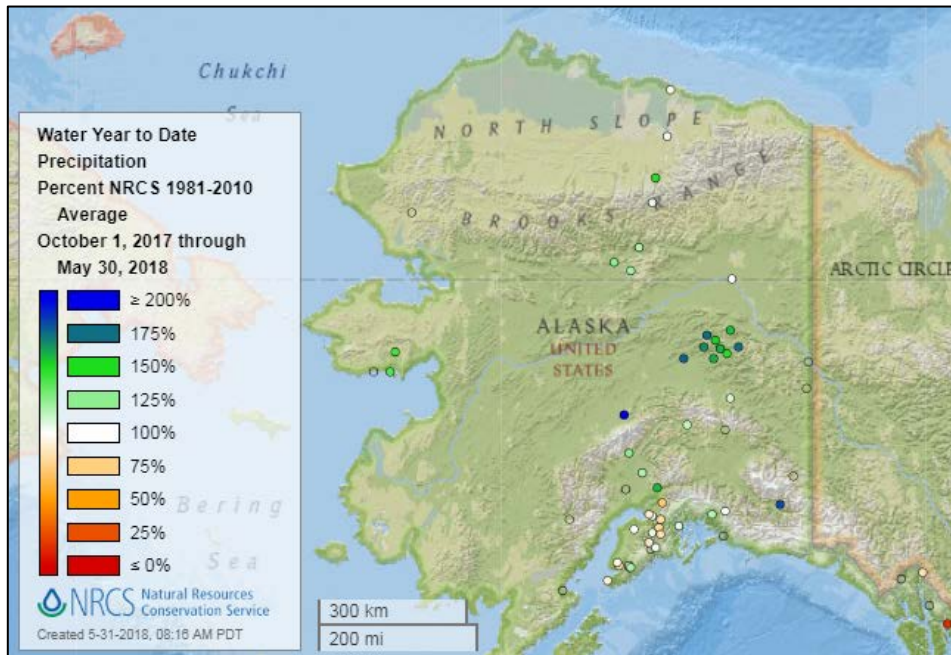 Chukchi
Sea
NORTH SLOPE
BROOKS RANGE
ARCTIC CIRCLE
ALASKA
UNITED
STATES
Bering
Sea
Water Year to Date
Precipitation
Percent NRCS 1981-2010
Average
October 1, 2017 through
May 30, 2018
≥ 200%
175%
150%
125%
100%
75%
50%
25%
≤ 0%
NRCS Natural Resources
Conservation Service
Created 5-31-2018, 08:16 AM PDT
300 km
200 mi